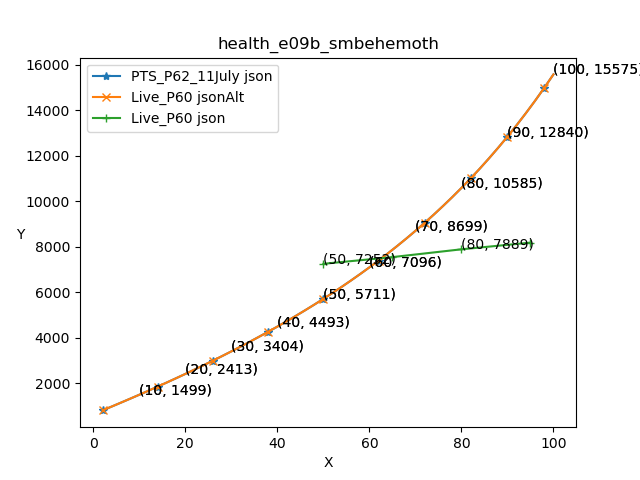 health_e09b_smbehemoth
PTS_P62_11July json
Live_P60 jsonAlt
Live_P60 json
Y
16000
14000
12000
10000
8000
6000
4000
2000
(100, 15575)
(90, 12840)
(80, 10585)
(70, 8699)
(80, 7889)
(50, 7252)
(60, 7096)
(50, 5711)
(40, 4493)
(30, 3404)
(20, 2413)
(10, 1499)
0 20 40 60 80 100
X